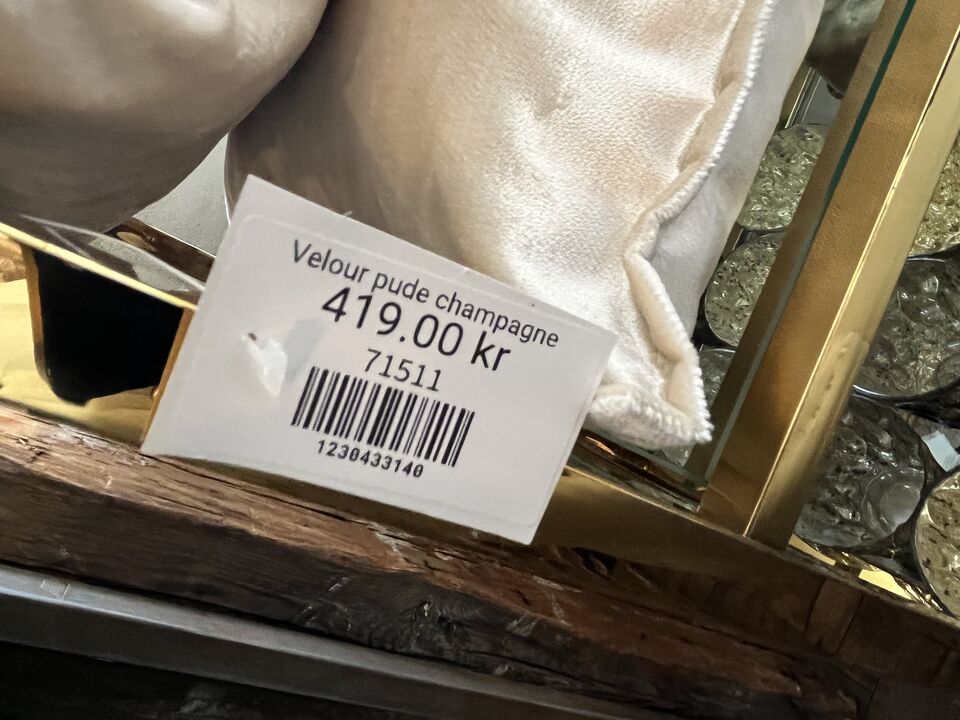 Velour pude champagne
419.00 kr
71511
1230433140